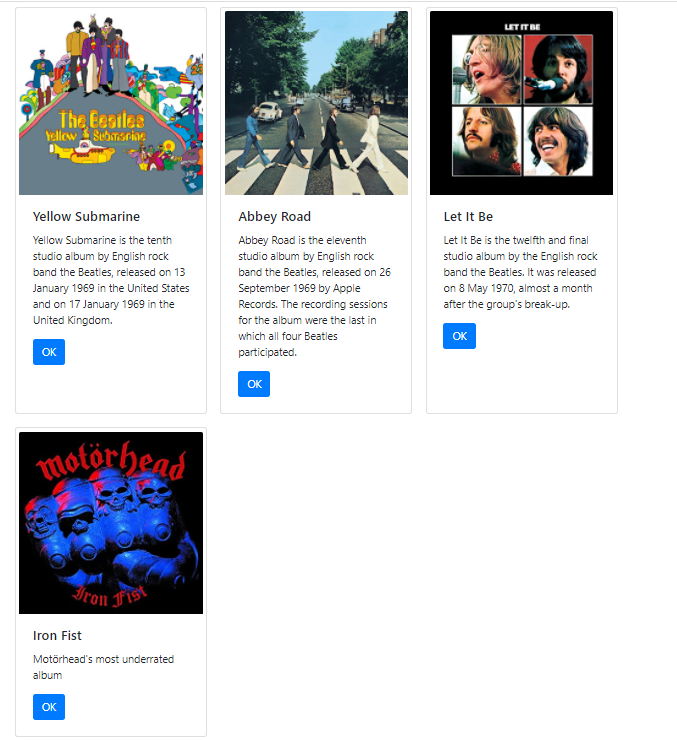 The Beatles
Yellow Submarine
Yellow Submarine
Yellow Submarine is the tenth
studio album by English rock
band the Beatles, released on 13
January 1969 in the United States
and on 17 January 1969 in the
United Kingdom.
OK
Abbey Road
Abbey Road is the eleventh
studio album by English rock
band the Beatles, released on 26
September 1969 by Apple
Records. The recording sessions
for the album were the last in
which all four Beatles
participated.
OK
LET IT BE
Let It Be
Let It Be is the twelfth and final
studio album by the English rock
band the Beatles. It was released
on 8 May 1970, almost a month
after the group's break-up.
OK
motörhead
Iron Fist
Iron Fist
Motörhead's most underrated
album
OK